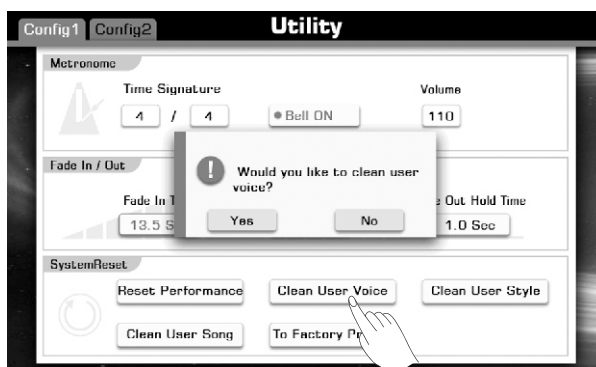 Config1 Config2 Utility
Metronome
Time Signature Volume
4 / 4 Bell ON 110
Would you like to clean user
voice?
Yes No
Fade In / Out
Fade In Out Hold Time
13.5 S 1.0 Sec
SystemReset
Reset Performance Clean User Voice Clean User Style
Clean User Song To Factory